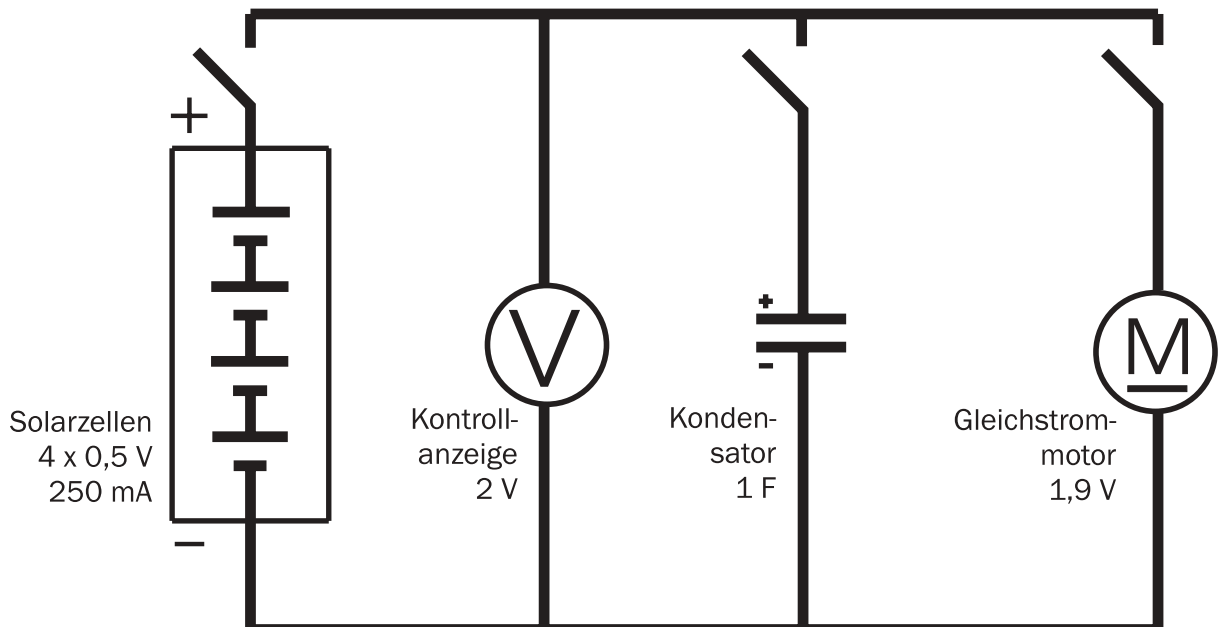 +
Solarzellen
4 x 0,5 V
250 mA
–
V
Kontroll-
anzeige
2 V
+
-
Konden-
sator
1 F
M
Gleichstrom-
motor
1,9 V